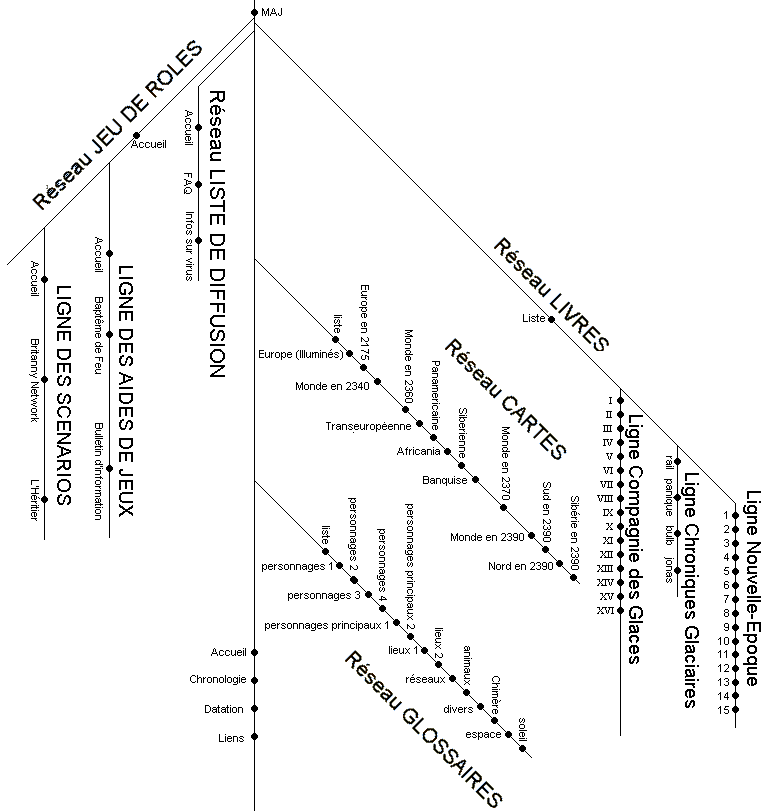 MAJ
Réseau JEU DE ROLES
Accueil
LIGNE DES SCENARIOS
Accueil
Britanny Network
L'Héritier
LIGNE DES AIDES DE JEUX
Accueil
Baptême de Feu
Bulletin d'information
Réseau LISTE DE DIFFUSION
Accueil
FAQ
Infos sur virus
Réseau LIVRES
Liste
Réseau CARTES
liste
Europe (Illuminés)
Europe en 2175
Monde en 2340
Monde en 2360
Transeuropéenne
Panamericaine
Africania
Siberienne
Banquise
Monde en 2370
Monde en 2390
Sud en 2390
Nord en 2390
Sibérie en 2390
Réseau GLOSSAIRES
liste
personnages 1
personnages 2
personnages 3
personnages 4
personnages principaux 1
personnages principaux 2
lieux 1
lieux 2
réseaux
animaux
divers
Chimère
espace
soleil
Accueil
Chronologie
Datation
Liens
Ligne Compagnie des Glaces
I
II
III
IV
V
VI
VII
VIII
IX
X
XI
XII
XIII
XIV
XV
XVI
Ligne Chroniques Glaciaires
rail
panique
bulb
jonas
Ligne Nouvelle-Epoque
1
2
3
4
5
6
7
8
9
10
11
12
13
14
15